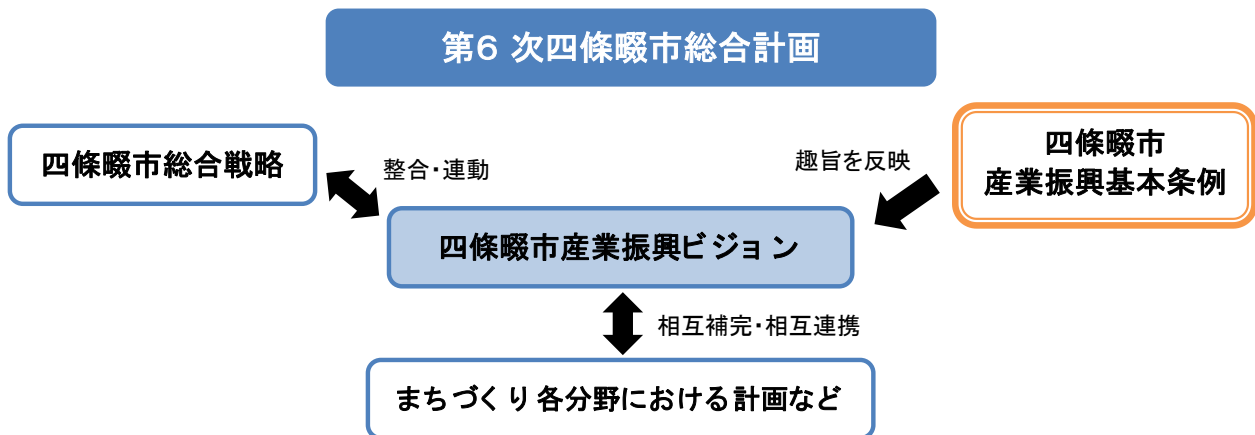 第6 次四條畷市総合計画
四條畷市総合戦略
整合・連動
趣旨を反映
四條畷市
産業振興基本条例
四條畷市産業振興ビジョン
相互補完・相互連携
まちづくり各分野における計画など